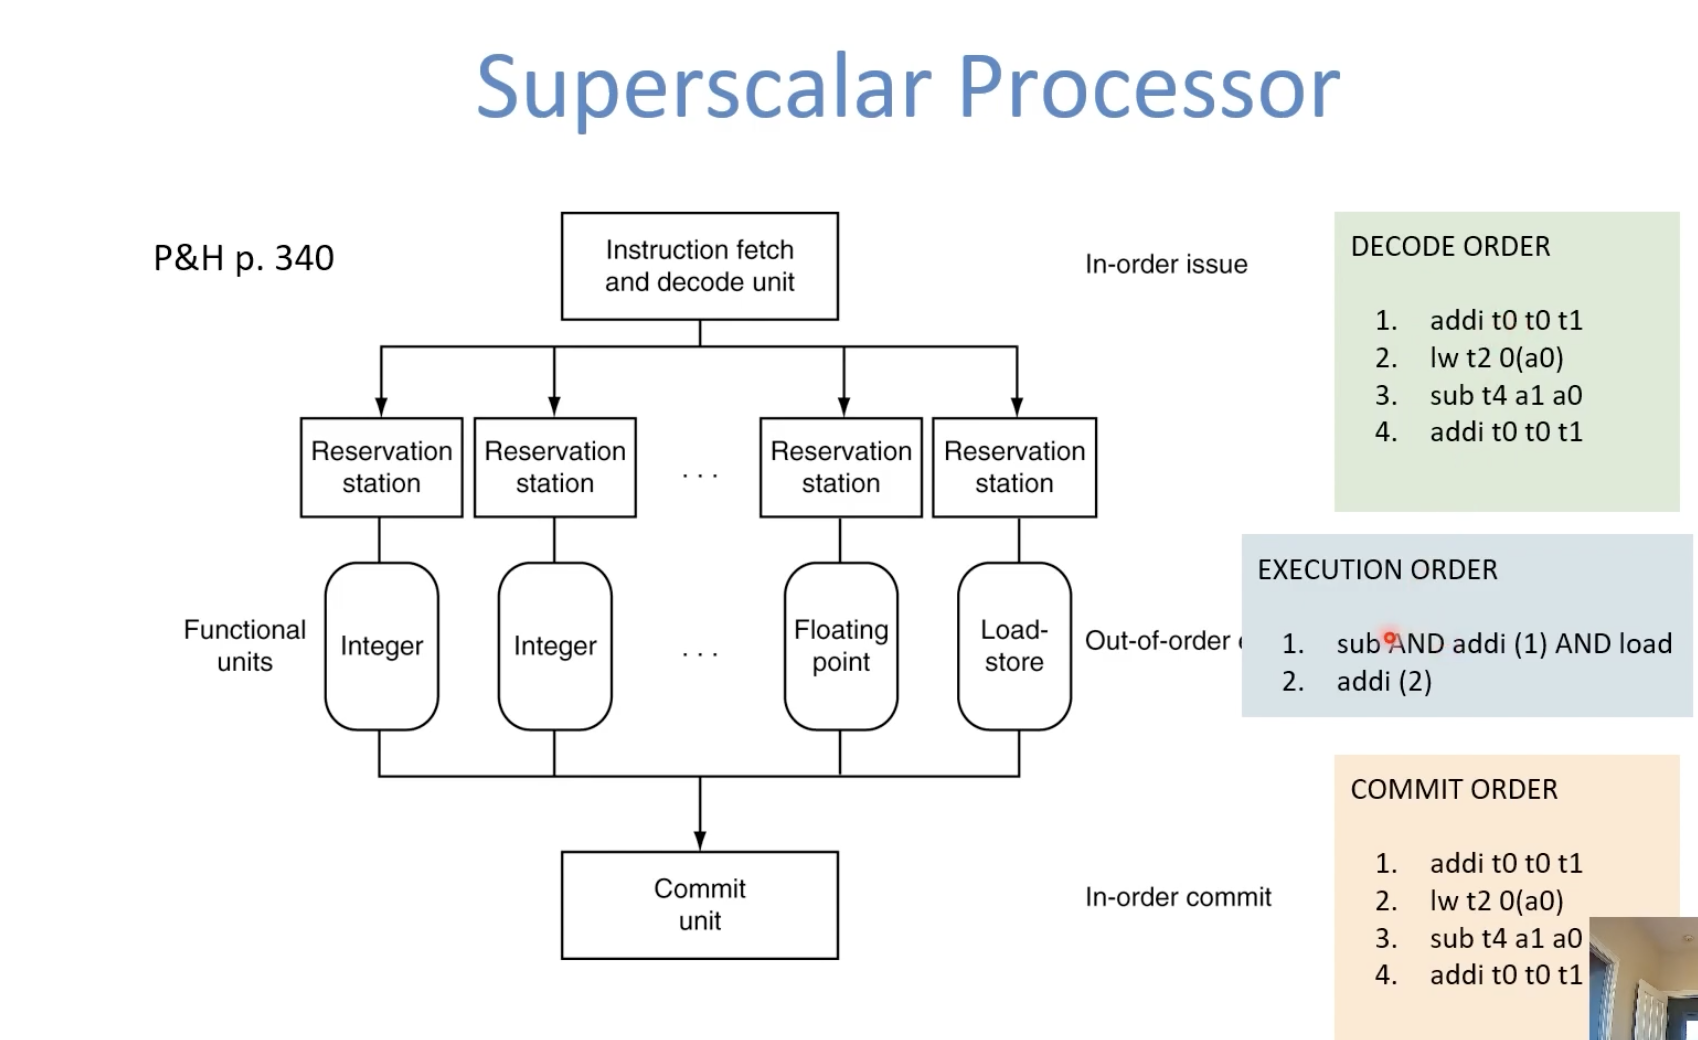 Superscalar Processor
P&H p. 340
Instruction fetch
and decode unit
In-order issue
Reservation
station
Reservation
station
. . .
Reservation
station
Reservation
station
Functional
units
Integer
Integer
. . .
Floating
point
Load-
store
Out-of-order
Commit
unit
In-order commit
DECODE ORDER
1. addi t0 t0 t1
2. lw t2 0(a0)
3. sub t4 a1 a0
4. addi t0 t0 t1
EXECUTION ORDER
1. sub AND addi (1) AND load
2. addi (2)
COMMIT ORDER
1. addi t0 t0 t1
2. lw t2 0(a0)
3. sub t4 a1 a0
4. addi t0 t0 t1